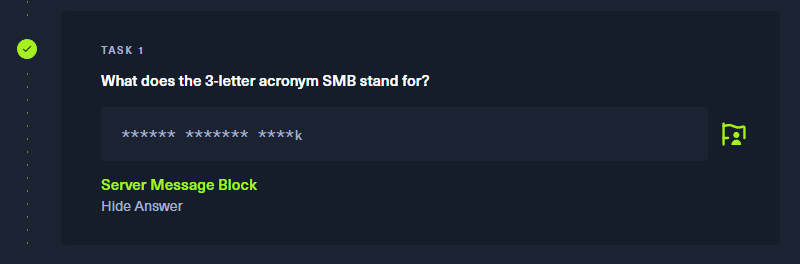 TASK 1
What does the 3-letter acronym SMB stand for?
****** ******* ****k
Server Message Block
Hide Answer